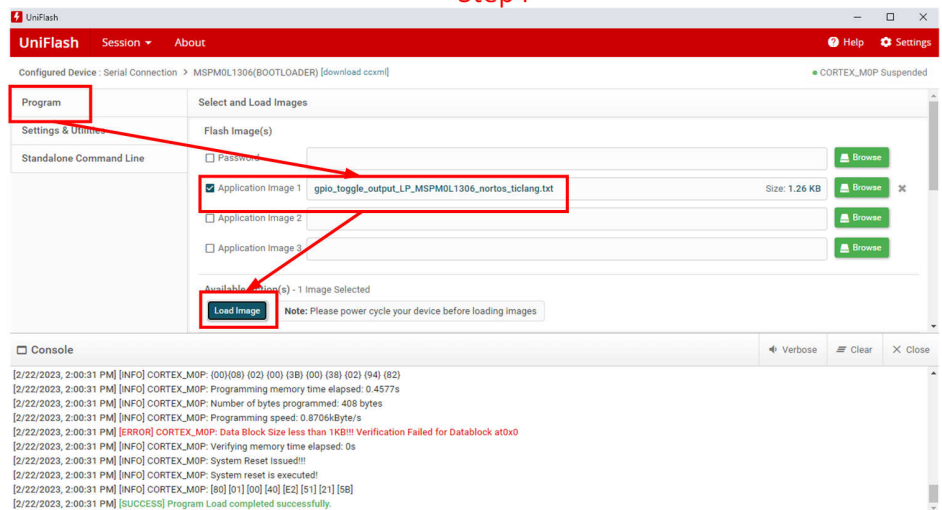 UniFlash
UniFlash Session About Help Settings
Configured Device : Serial Connection > MSPM0L1306(BOOTLOADER) [download ccxml] CORTEX_M0P Suspended
Program Select and Load Images
Settings & Utilities Flash Image(s)
Standalone Command Line Password Browse
Application Image 1 gpio_toggle_output_LP_MSPM0L1306_nortos_ticlang.txt Size: 1.26 KB Browse
Application Image 2 Browse
Application Image 3 Browse
Available Action(s) - 1 Image Selected
Load Image Note: Please power cycle your device before loading images
Console Verbose Clear Close
[2/22/2023, 2:00:31 PM] [INFO] CORTEX_M0P: {00}{08} {02} {00} {3B} {00} {38} {02} {94} {82}
[2/22/2023, 2:00:31 PM] [INFO] CORTEX_M0P: Programming memory time elapsed: 0.4577s
[2/22/2023, 2:00:31 PM] [INFO] CORTEX_M0P: Number of bytes programmed: 408 bytes
[2/22/2023, 2:00:31 PM] [INFO] CORTEX_M0P: Programming speed: 0.8706kByte/s
[2/22/2023, 2:00:31 PM] [ERROR] CORTEX_M0P: Data Block Size less than 1KB!!! Verification Failed for Datablock at0x0
[2/22/2023, 2:00:31 PM] [INFO] CORTEX_M0P: Verifying memory time elapsed: 0s
[2/22/2023, 2:00:31 PM] [INFO] CORTEX_M0P: System Reset Issued!!!
[2/22/2023, 2:00:31 PM] [INFO] CORTEX_M0P: System reset is executed!
[2/22/2023, 2:00:31 PM] [INFO] CORTEX_M0P: [80] [01] [00] [40] [E2] [51] [21] [5B]
[2/22/2023, 2:00:31 PM] [SUCCESS] Program Load completed successfully.